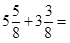 5 5/8 + 3 3/8 =